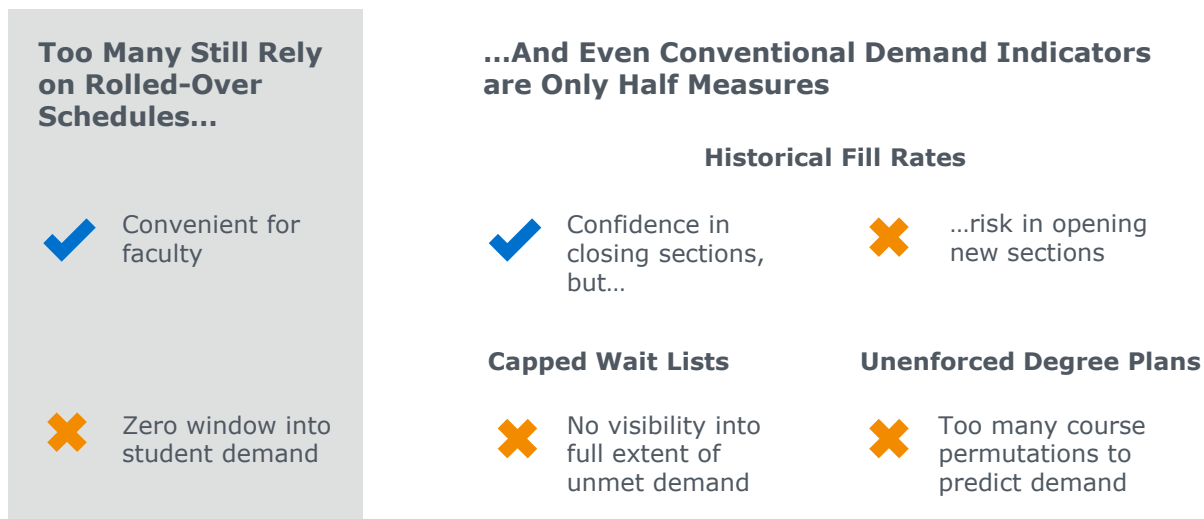 Too Many Still Rely
on Rolled-Over
Schedules…
Convenient for
faculty
Zero window into
student demand
…And Even Conventional Demand Indicators
are Only Half Measures
Historical Fill Rates
Confidence in
closing sections,
but…
…risk in opening
new sections
Capped Wait Lists
No visibility into
full extent of
unmet demand
Unenforced Degree Plans
Too many course
permutations to
predict demand